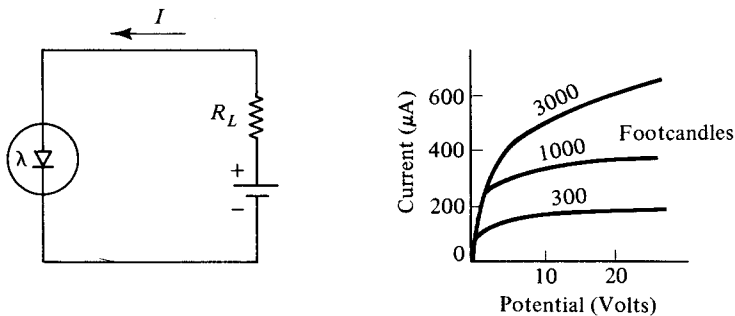 I
R_L
λ
+
−
Current (μA)
600
400
200
0
3000
1000
300
Footcandles
10
20
Potential (Volts)